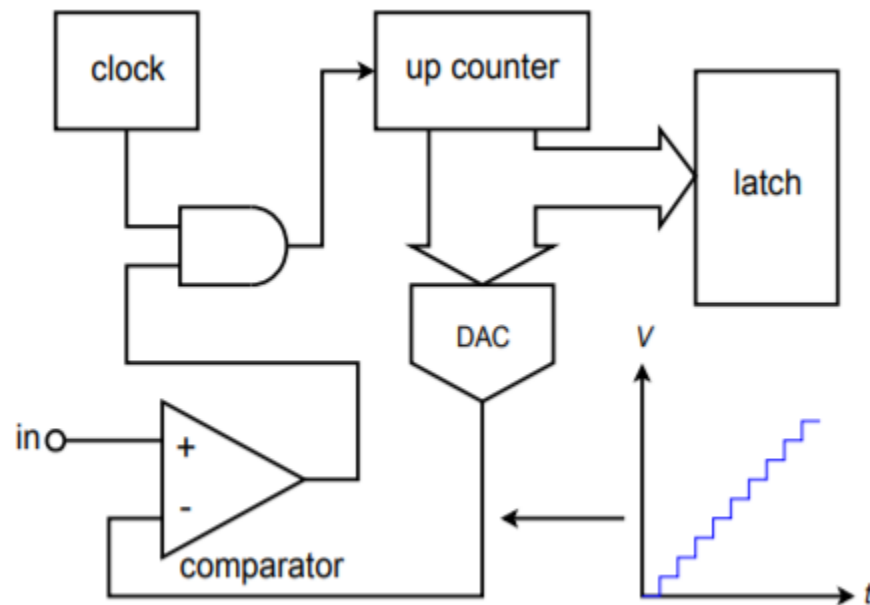 clock
up counter
latch
DAC
V
in
+
-
comparator
t